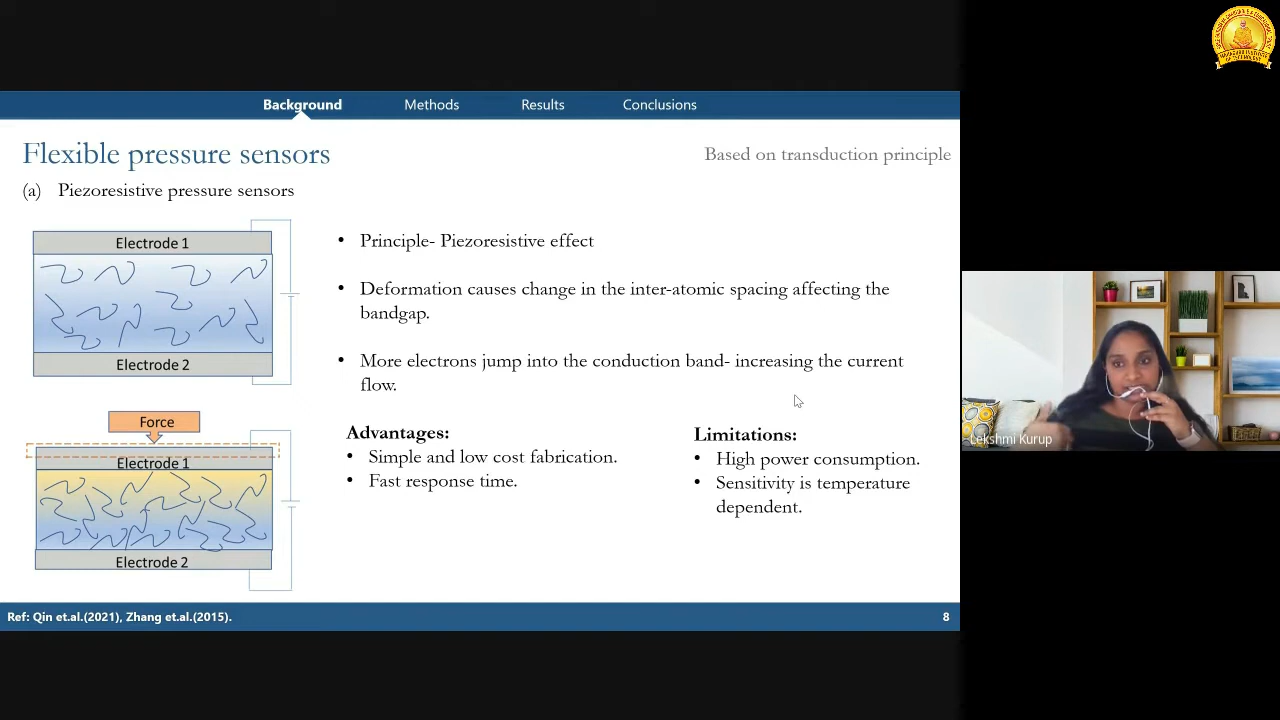 Background Methods Results Conclusions
Flexible pressure sensors
Based on transduction principle
(a) Piezoresistive pressure sensors
Electrode 1
Electrode 2
Force
Electrode 1
Electrode 2
• Principle- Piezoresistive effect
• Deformation causes change in the inter-atomic spacing affecting the
bandgap.
• More electrons jump into the conduction band- increasing the current
flow.
Advantages:
• Simple and low cost fabrication.
• Fast response time.
Limitations:
• High power consumption.
• Sensitivity is temperature
dependent.
Ref: Qin et.al.(2021), Zhang et.al.(2015).
8
Lekshmi Kurup